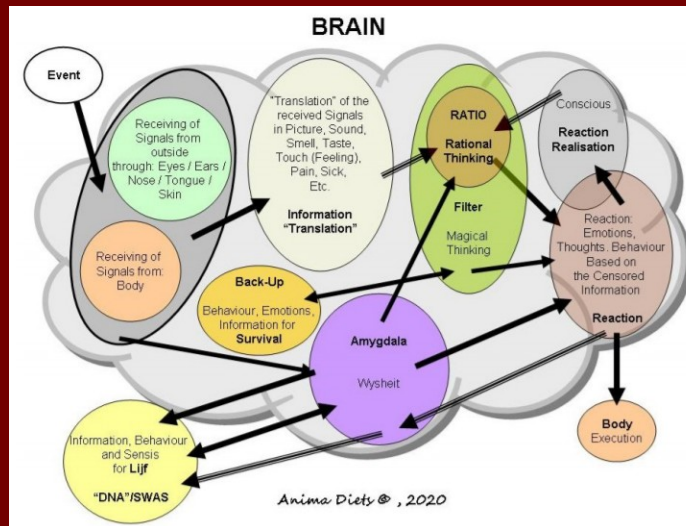 BRAIN
Event
Receiving of
Signals from
outside
through: Eyes / Ears /
Nose / Tongue /
Skin
Receiving of
Signals from:
Body
"Translation" of the
received Signals
in Picture, Sound,
Smell, Taste,
Touch (Feeling),
Pain, Sick,
Etc.
Information
"Translation"
RATIO
Rational
Thinking
Filter
Magical
Thinking
Conscious
Reaction
Realisation
Reaction:
Emotions,
Thoughts. Behaviour
Based on
the Censored
Information
Reaction
Back-Up
Behaviour, Emotions,
Information for
Survival
Amygdala
Wysheit
Body
Execution
Information, Behaviour
and Sensis
for Lijf
"DNA"/SWAS
Anima Diets @ , 2020